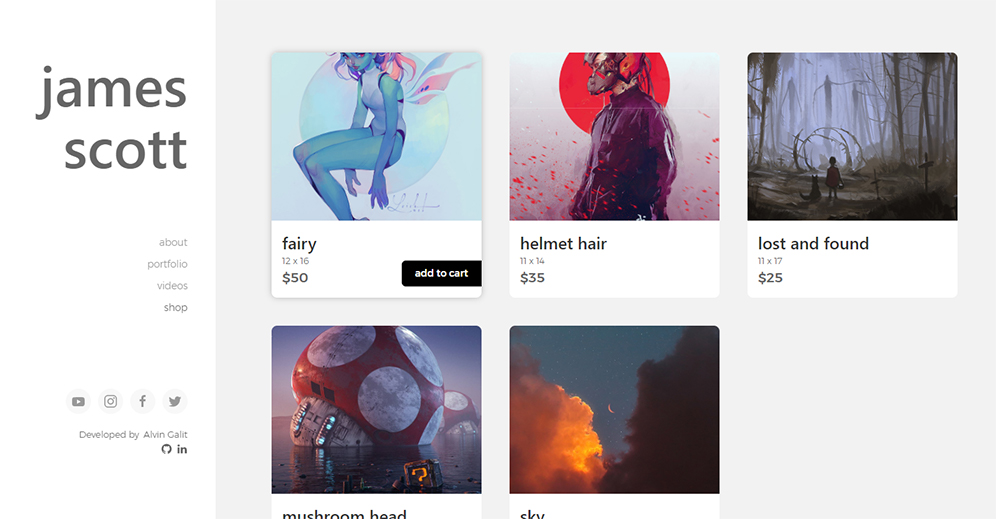 james
scott
about
portfolio
videos
shop
Developed by Alvin Galit
fairy
12 x 16
$50
add to cart
helmet hair
11 x 14
$35
lost and found
11 x 17
$25
mushroom head
sky